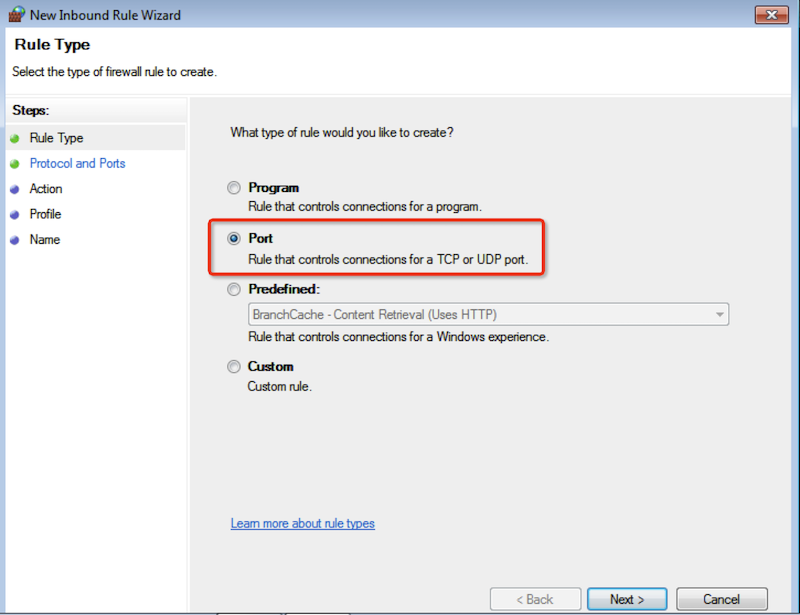 New Inbound Rule Wizard
Rule Type
Select the type of firewall rule to create.
Steps:
Rule Type
Protocol and Ports
Action
Profile
Name
What type of rule would you like to create?
Program
Rule that controls connections for a program.
Port
Rule that controls connections for a TCP or UDP port.
Predefined:
BranchCache - Content Retrieval (Uses HTTP)
Rule that controls connections for a Windows experience.
Custom
Custom rule.
Learn more about rule types
< Back
Next >
Cancel